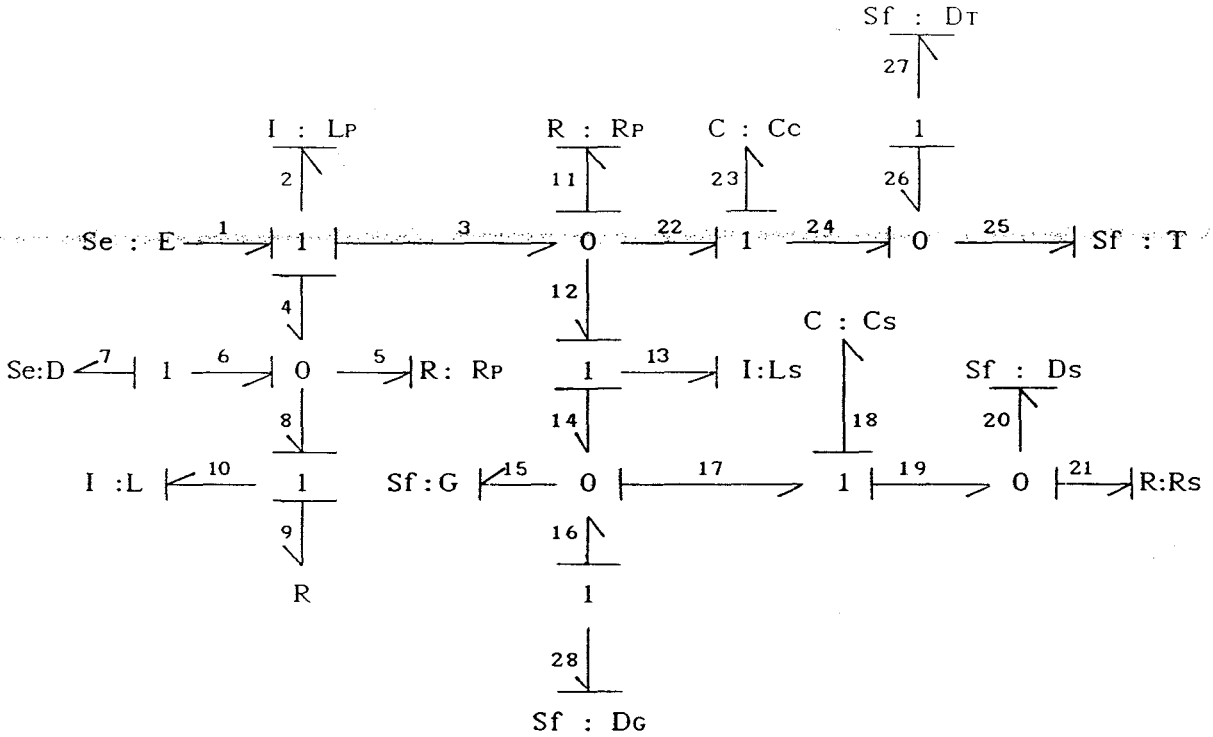 Sf : DT
27
I : LP
R : RP
C : Cc
1
2
11
23
26
Se : E
1
1
3
0
22
1
24
0
25
Sf : T
4
12
C : Cs
Se:D
7
1
6
0
5
R: RP
1
13
I:Ls
Sf : Ds
8
14
18
20
I :L
10
1
Sf:G
15
0
17
1
19
0
21
R:Rs
9
16
R
1
28
Sf : DG